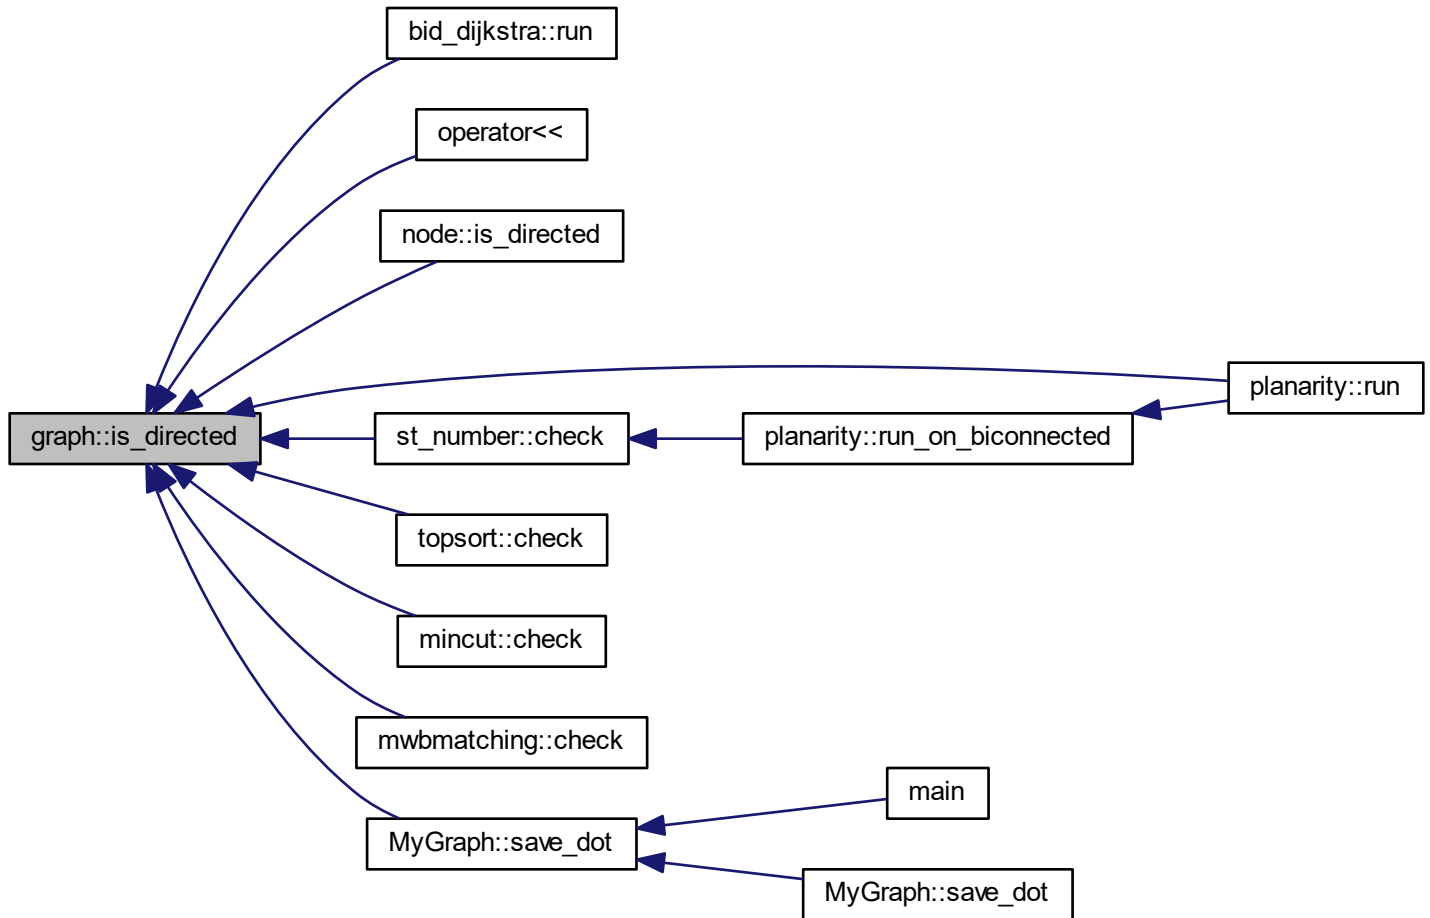 bid_dijkstra::run
operator<<
node::is_directed
planarity::run
graph::is_directed
st_number::check
planarity::run_on_biconnected
topsort::check
mincut::check
mwbmatching::check
main
MyGraph::save_dot
MyGraph::save_dot